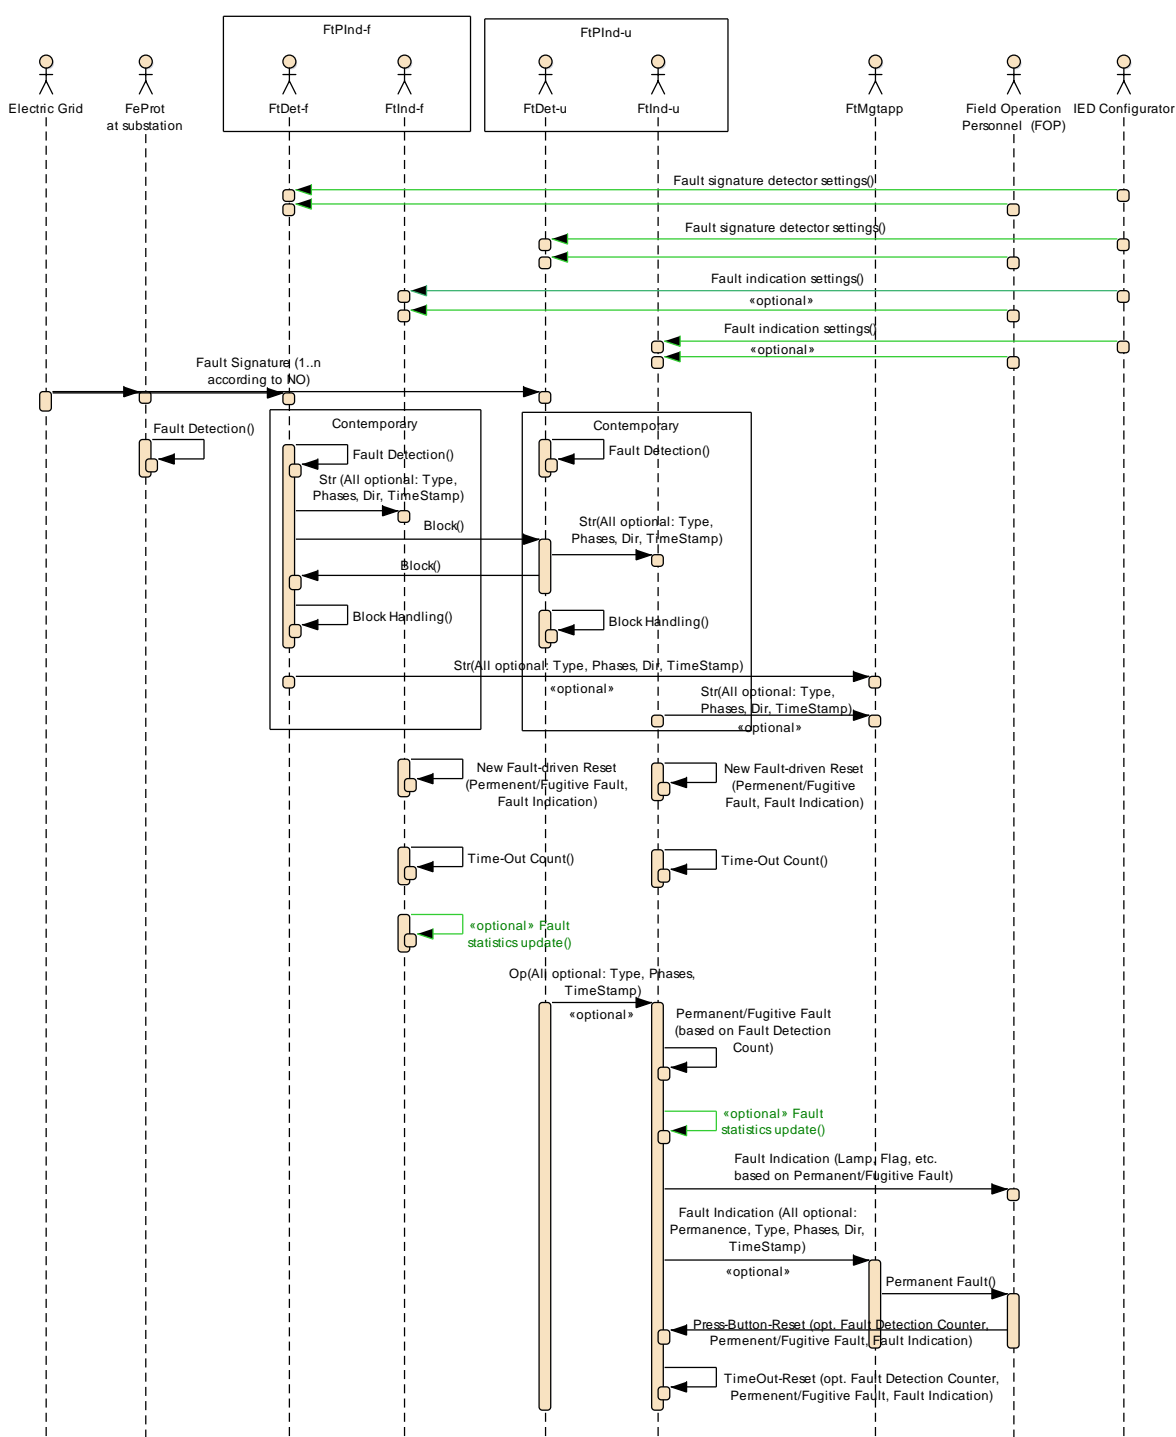 FtPInd-f
FtPInd-u
Electric Grid
FeProt
at substation
FtDet-f
FtInd-f
FtDet-u
FtInd-u
FtMgtapp
Field Operation
Personnel (FOP)
IED Configurator
Fault signature detector settings()
Fault signature detector settings()
Fault indication settings()
«optional»
Fault indication settings()
«optional»
Fault Signature (1..n
according to NO)
Contemporary
Contemporary
Fault Detection()
Fault Detection()
Fault Detection()
Str (All optional: Type,
Phases, Dir, TimeStamp)
Block()
Str(All optional: Type,
Phases, Dir, TimeStamp)
Block()
Block Handling()
Block Handling()
Str(All optional: Type, Phases, Dir, TimeStamp)
«optional»
Str(All optional: Type,
Phases, Dir, TimeStamp)
«optional»
New Fault-driven Reset
(Permenent/Fugitive Fault,
Fault Indication)
New Fault-driven Reset
(Permenent/Fugitive
Fault, Fault Indication)
Time-Out Count()
Time-Out Count()
«optional» Fault
statistics update()
Op(All optional: Type, Phases,
TimeStamp)
«optional»
Permanent/Fugitive Fault
(based on Fault Detection
Count)
«optional» Fault
statistics update()
Fault Indication (Lamp, Flag, etc.
based on Permanent/Fugitive Fault)
Fault Indication (All optional:
Permanence, Type, Phases, Dir,
TimeStamp)
«optional»
Permanent Fault()
Press-Button-Reset (opt. Fault Detection Counter,
Permenent/Fugitive Fault, Fault Indication)
TimeOut-Reset (opt. Fault Detection Counter,
Permenent/Fugitive Fault, Fault Indication)